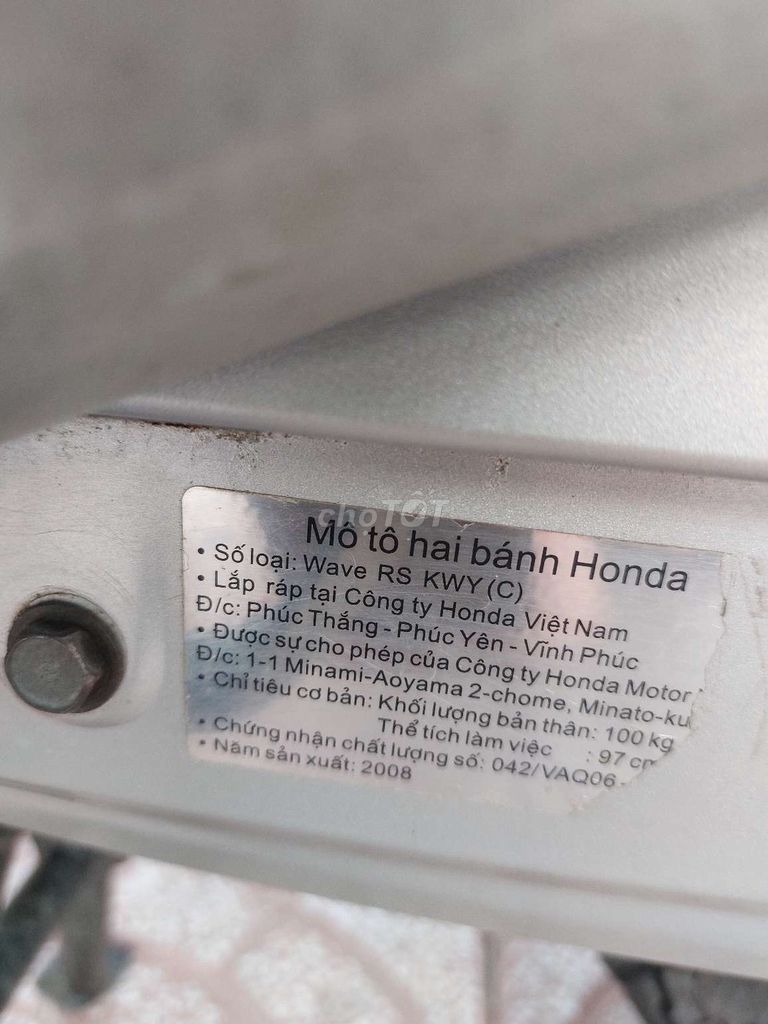 choTỐT
Mô tô hai bánh Honda
• Số loại: Wave RS KWY (C)
• Lắp ráp tại Công ty Honda Việt Nam
Đ/c: Phúc Thắng - Phúc Yên - Vĩnh Phúc
• Được sự cho phép của Công ty Honda Motor
Đ/c: 1-1 Minami-Aoyama 2-chome, Minato-ku
• Chỉ tiêu cơ bản: Khối lượng bản thân: 100 kg
Thể tích làm việc : 97 cm
• Chứng nhận chất lượng số: 042/VAQ06 -
• Năm sản xuất: 2008